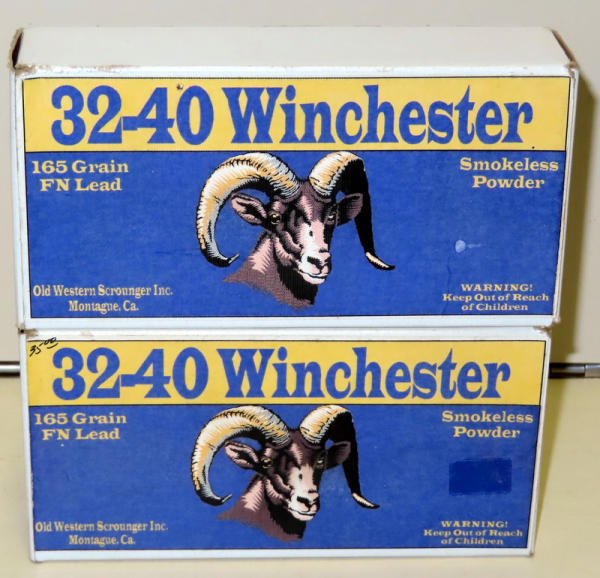 32-40 Winchester
165 Grain
FN Lead
Smokeless
Powder
Old Western Scrounger Inc.
Montague, Ca.
WARNING!
Keep Out of Reach
of Children
35.00
32-40 Winchester
165 Grain
FN Lead
Smokeless
Powder
Old Western Scrounger Inc.
Montague, Ca.
WARNING!
Keep Out of Reach
of Children